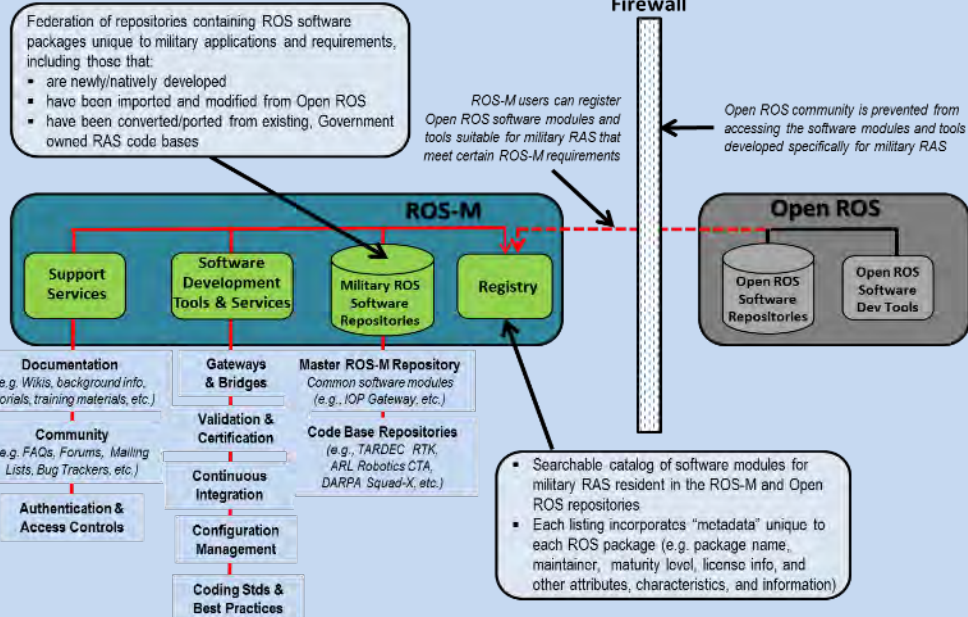 Firewall
Federation of repositories containing ROS software
packages unique to military applications and requirements,
including those that:
▪ are newly/natively developed
▪ have been imported and modified from Open ROS
▪ have been converted/ported from existing, Government
owned RAS code bases
ROS-M users can register
Open ROS software modules and
tools suitable for military RAS that
meet certain ROS-M requirements
Open ROS community is prevented from
accessing the software modules and tools
developed specifically for military RAS
ROS-M
Support
Services
Software
Development
Tools & Services
Military ROS
Software
Repositories
Registry
Open ROS
Open ROS
Software
Repositories
Open ROS
Software
Dev Tools
Documentation
e.g. Wikis, background info,
orials, training materials, etc.)
Community
(e.g. FAQs, Forums, Mailing
Lists, Bug Trackers, etc.)
Authentication &
Access Controls
Gateways
& Bridges
Validation &
Certification
Continuous
Integration
Configuration
Management
Coding Stds &
Best Practices
Master ROS-M Repository
Common software modules
(e.g., IOP Gateway, etc.)
Code Base Repositories
(e.g., TARDEC RTK,
ARL Robotics CTA,
DARPA Squad-X, etc.)
▪ Searchable catalog of software modules for
military RAS resident in the ROS-M and Open
ROS repositories
▪ Each listing incorporates “metadata” unique to
each ROS package (e.g. package name,
maintainer, maturity level, license info, and
other attributes, characteristics, and information)